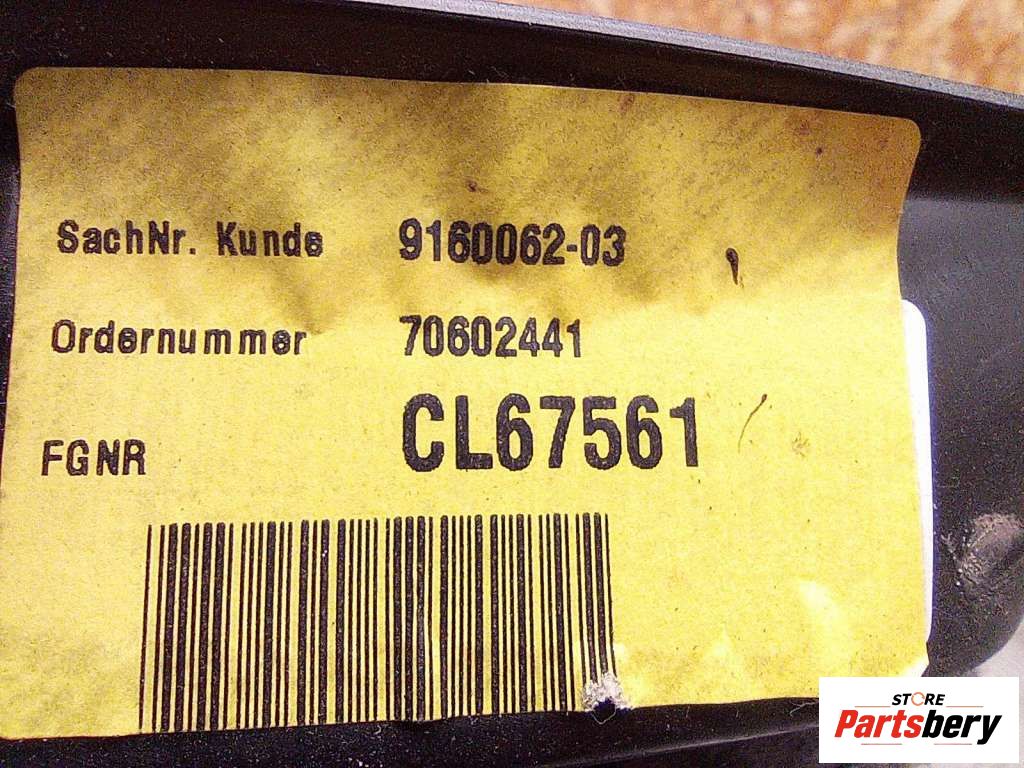 SachNr. Kunde 9160062-03
Ordernummer 70602441
FGNR CL67561
STORE
Partsbery